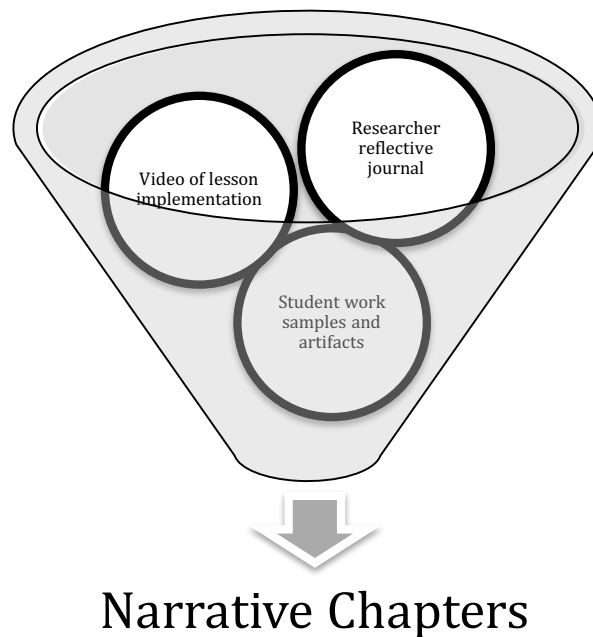 Researcher
reflective
journal
Video of lesson
implementation
Student work
samples and
artifacts
Narrative Chapters